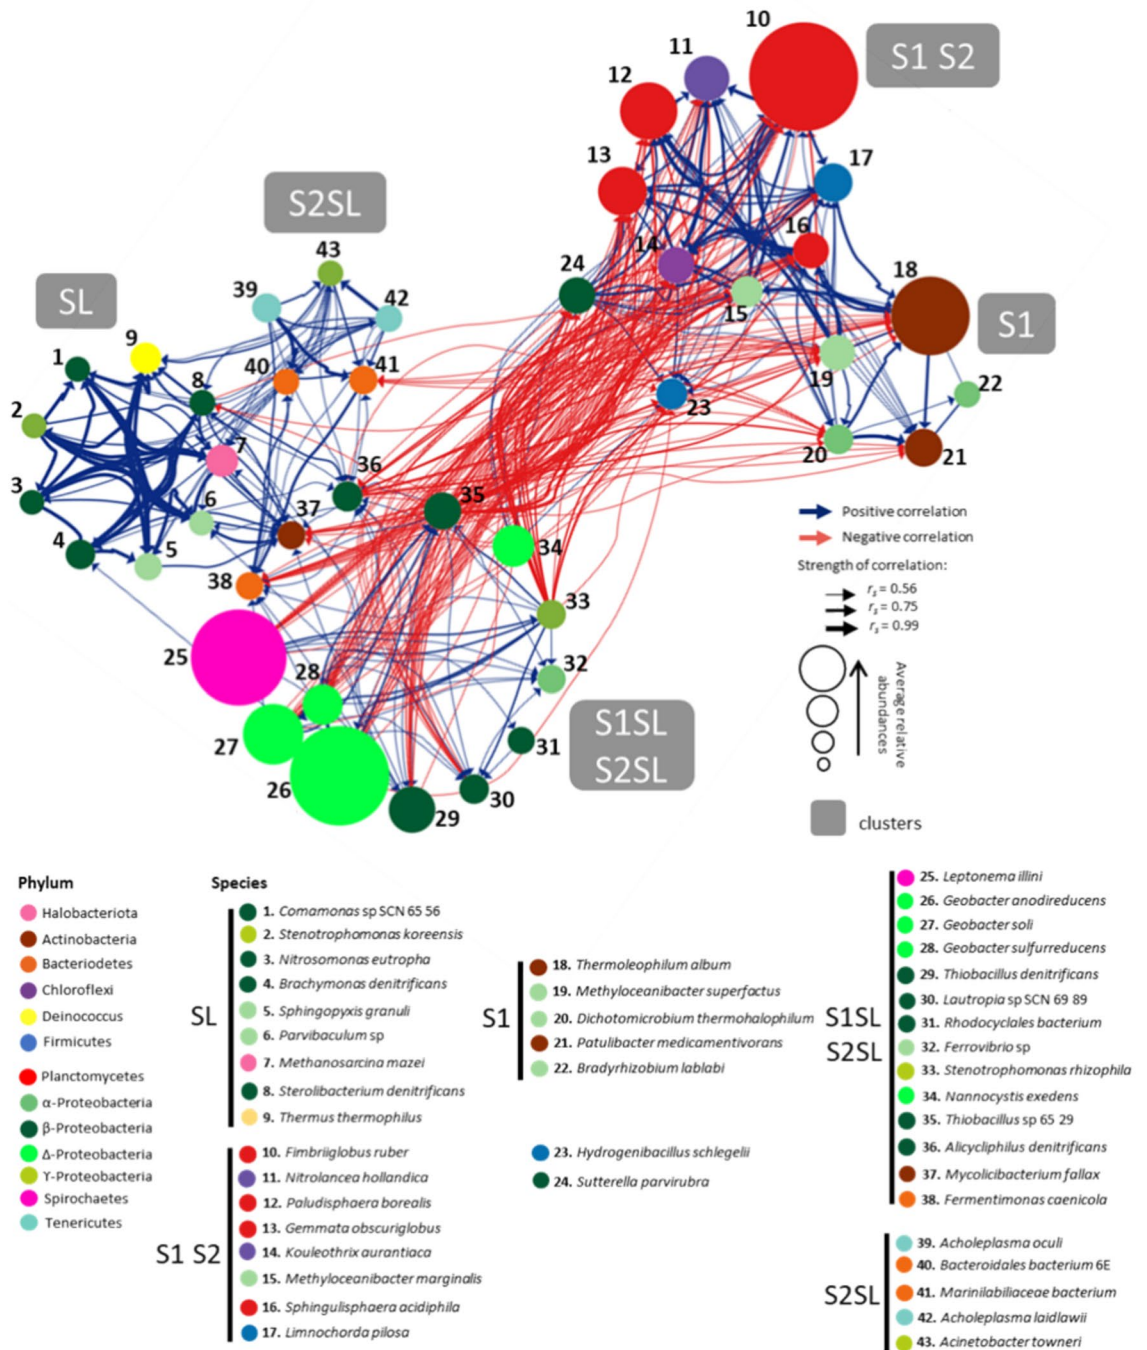 10
S1 S2
11
12
13
17
16
14
S2SL
43
24
18
39
42
SL
15
S1
9
1
40
41
19
22
8
2
23
7
20
21
3
36
35
6
37
Positive correlation
Negative correlation
4
5
34
Strength of correlation:
38
rs = 0.56
rs = 0.75
rs = 0.99
33
25
28
32
Average relative
abundances
S1SL
S2SL
27
31
26
30
29
clusters
Phylum
Halobacteriota
Actinobacteria
Bacteriodetes
Chloroflexi
Deinococcus
Firmicutes
Planctomycetes
α-Proteobacteria
β-Proteobacteria
Δ-Proteobacteria
ϒ-Proteobacteria
Spirochaetes
Tenericutes
Species
SL
1. Comamonas sp SCN 65 56
2. Stenotrophomonas koreensis
3. Nitrosomonas eutropha
4. Brachymonas denitrificans
5. Sphingopyxis granuli
6. Parvibaculum sp
7. Methanosarcina mazei
8. Sterolibacterium denitrificans
9. Thermus thermophilus
S1 S2
10. Fimbriiglobus ruber
11. Nitrolancea hollandica
12. Paludisphaera borealis
13. Gemmata obscuriglobus
14. Kouleothrix aurantiaca
15. Methyloceanibacter marginalis
16. Sphingulisphaera acidiphila
17. Limnochorda pilosa
S1
18. Thermoleophilum album
19. Methyloceanibacter superfactus
20. Dichotomicrobium thermohalophilum
21. Patulibacter medicamentivorans
22. Bradyrhizobium lablabi
23. Hydrogenibacillus schlegelii
24. Sutterella parvirubra
S1SL
S2SL
25. Leptonema illini
26. Geobacter anodireducens
27. Geobacter soli
28. Geobacter sulfurreducens
29. Thiobacillus denitrificans
30. Lautropia sp SCN 69 89
31. Rhodocyclales bacterium
32. Ferrovibrio sp
33. Stenotrophomonas rhizophila
34. Nannocystis exedens
35. Thiobacillus sp 65 29
36. Alicycliphilus denitrificans
37. Mycolicibacterium fallax
38. Fermentimonas caenicola
S2SL
39. Acholeplasma oculi
40. Bacteroidales bacterium 6E
41. Marinilabiliaceae bacterium
42. Acholeplasma laidlawii
43. Acinetobacter towneri